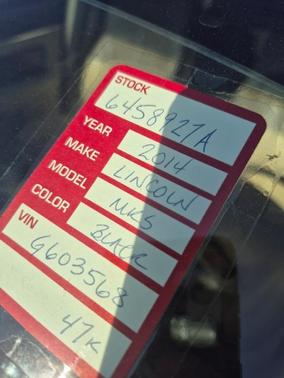 STOCK
6458927A
YEAR 2014
MAKE LINCOLN
MODEL MKS
COLOR BLACK
VIN
G603568
47K